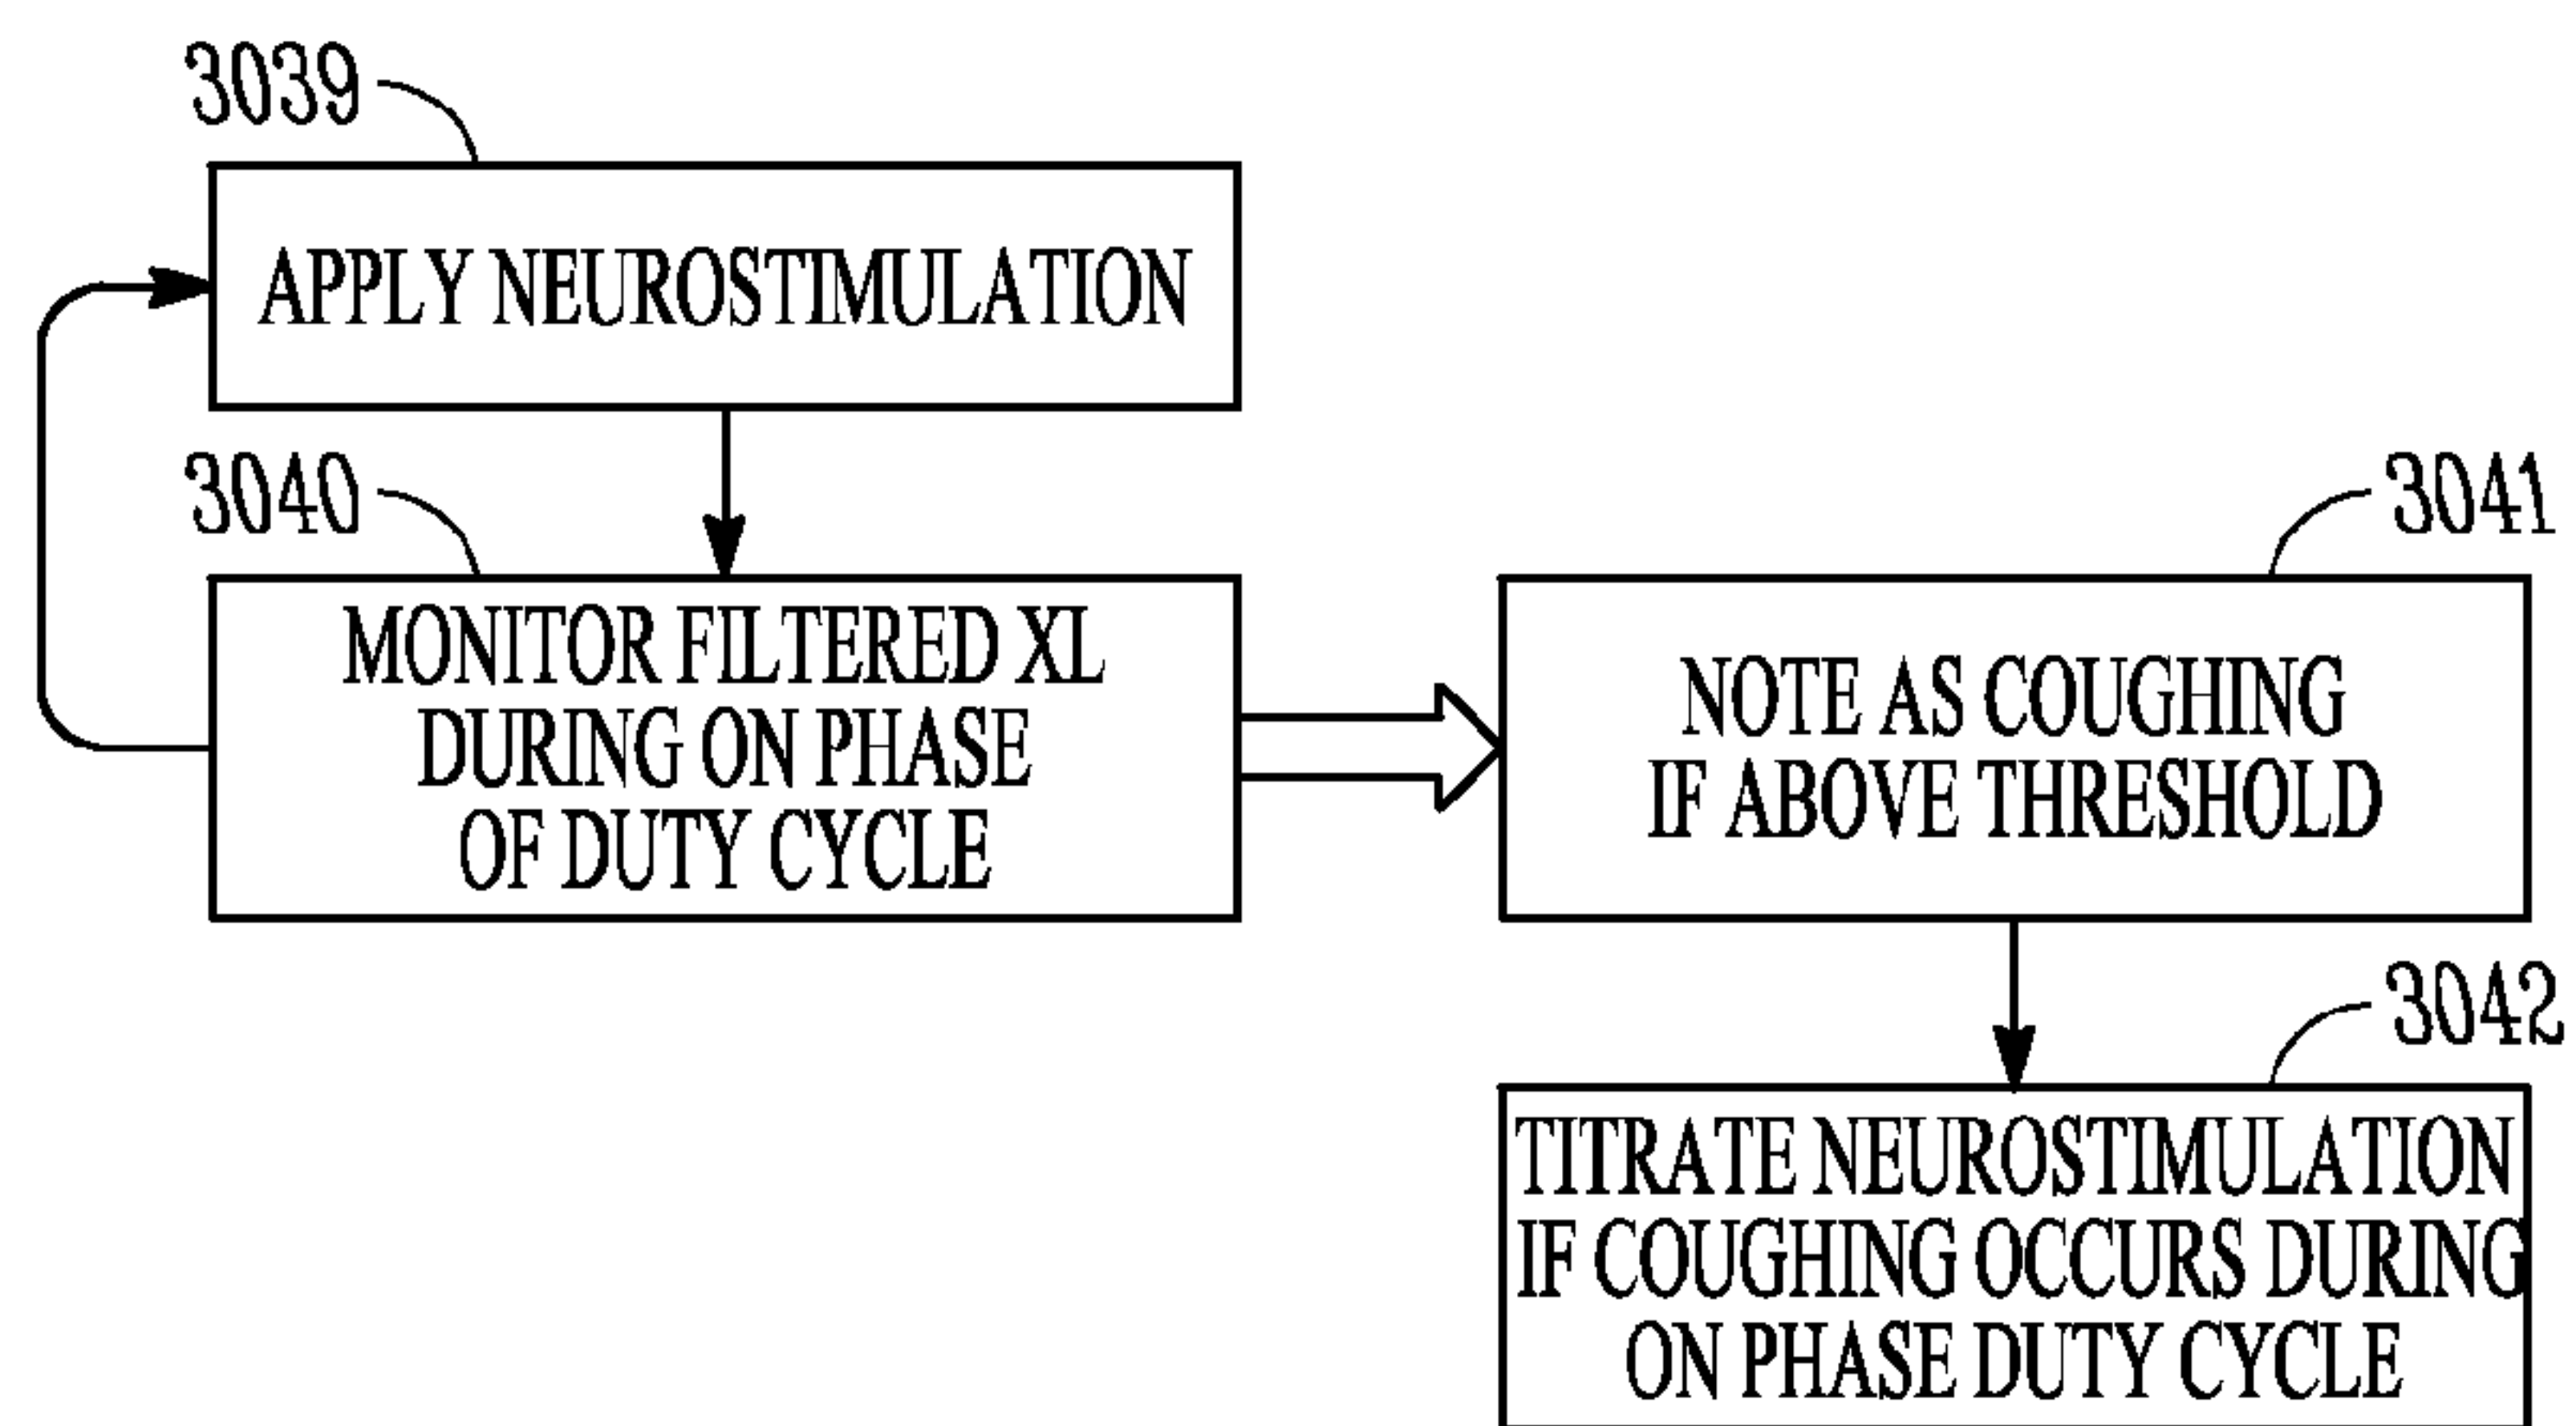 3039
APPLY NEUROSTIMULATION
3040
MONITOR FILTERED XL
DURING ON PHASE
OF DUTY CYCLE
3041
NOTE AS COUGHING
IF ABOVE THRESHOLD
3042
TITRATE NEUROSTIMULATION
IF COUGHING OCCURS DURING
ON PHASE DUTY CYCLE